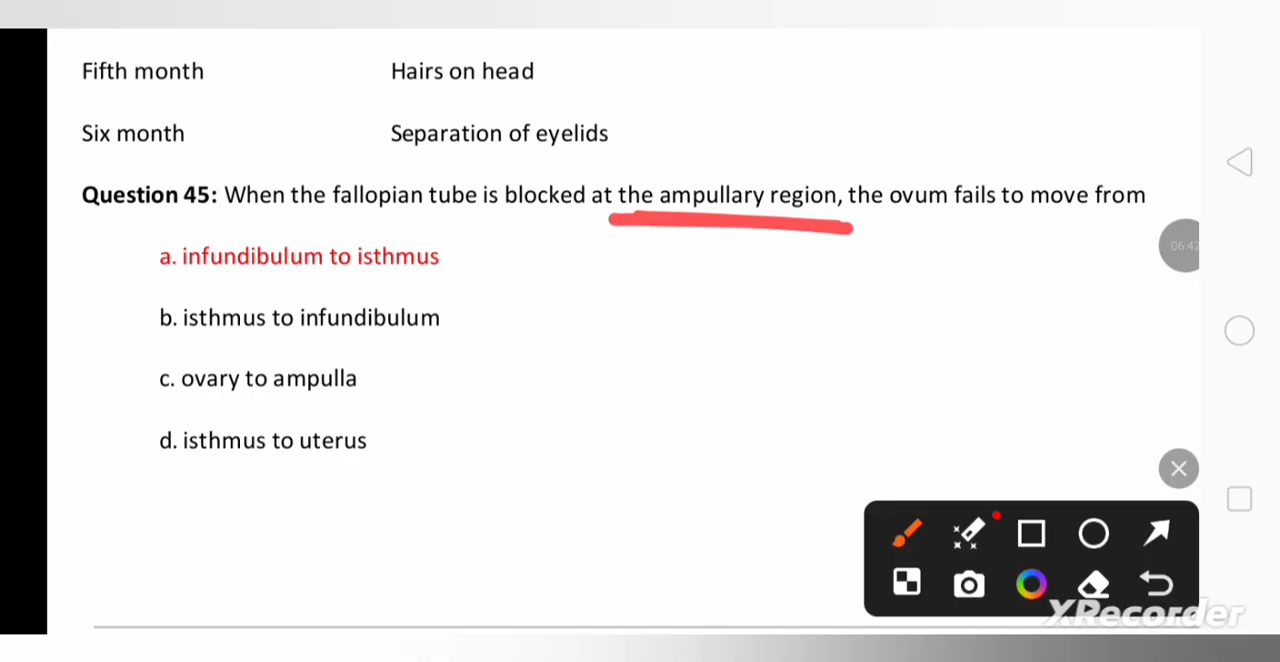 Fifth month Hairs on head
Six month Separation of eyelids
Question 45: When the fallopian tube is blocked at the ampullary region, the ovum fails to move from
a. infundibulum to isthmus
06:42
b. isthmus to infundibulum
c. ovary to ampulla
d. isthmus to uterus
XRecorder